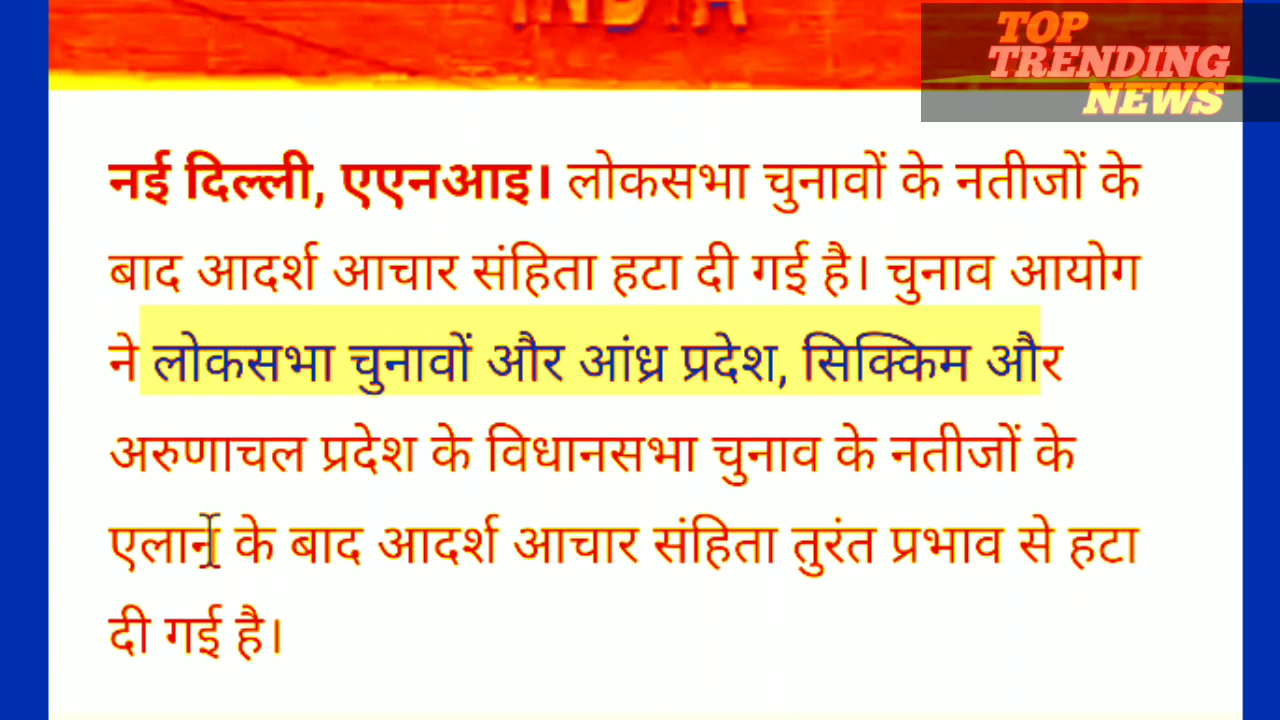 INDIA
TOP
TRENDING
NEWS
नई दिल्ली, एएनआइ। लोकसभा चुनावों के नतीजों के
बाद आदर्श आचार संहिता हटा दी गई है। चुनाव आयोग
ने लोकसभा चुनावों और आंध्र प्रदेश, सिक्किम और
अरुणाचल प्रदेश के विधानसभा चुनाव के नतीजों के
एलान के बाद आदर्श आचार संहिता तुरंत प्रभाव से हटा
दी गई है।